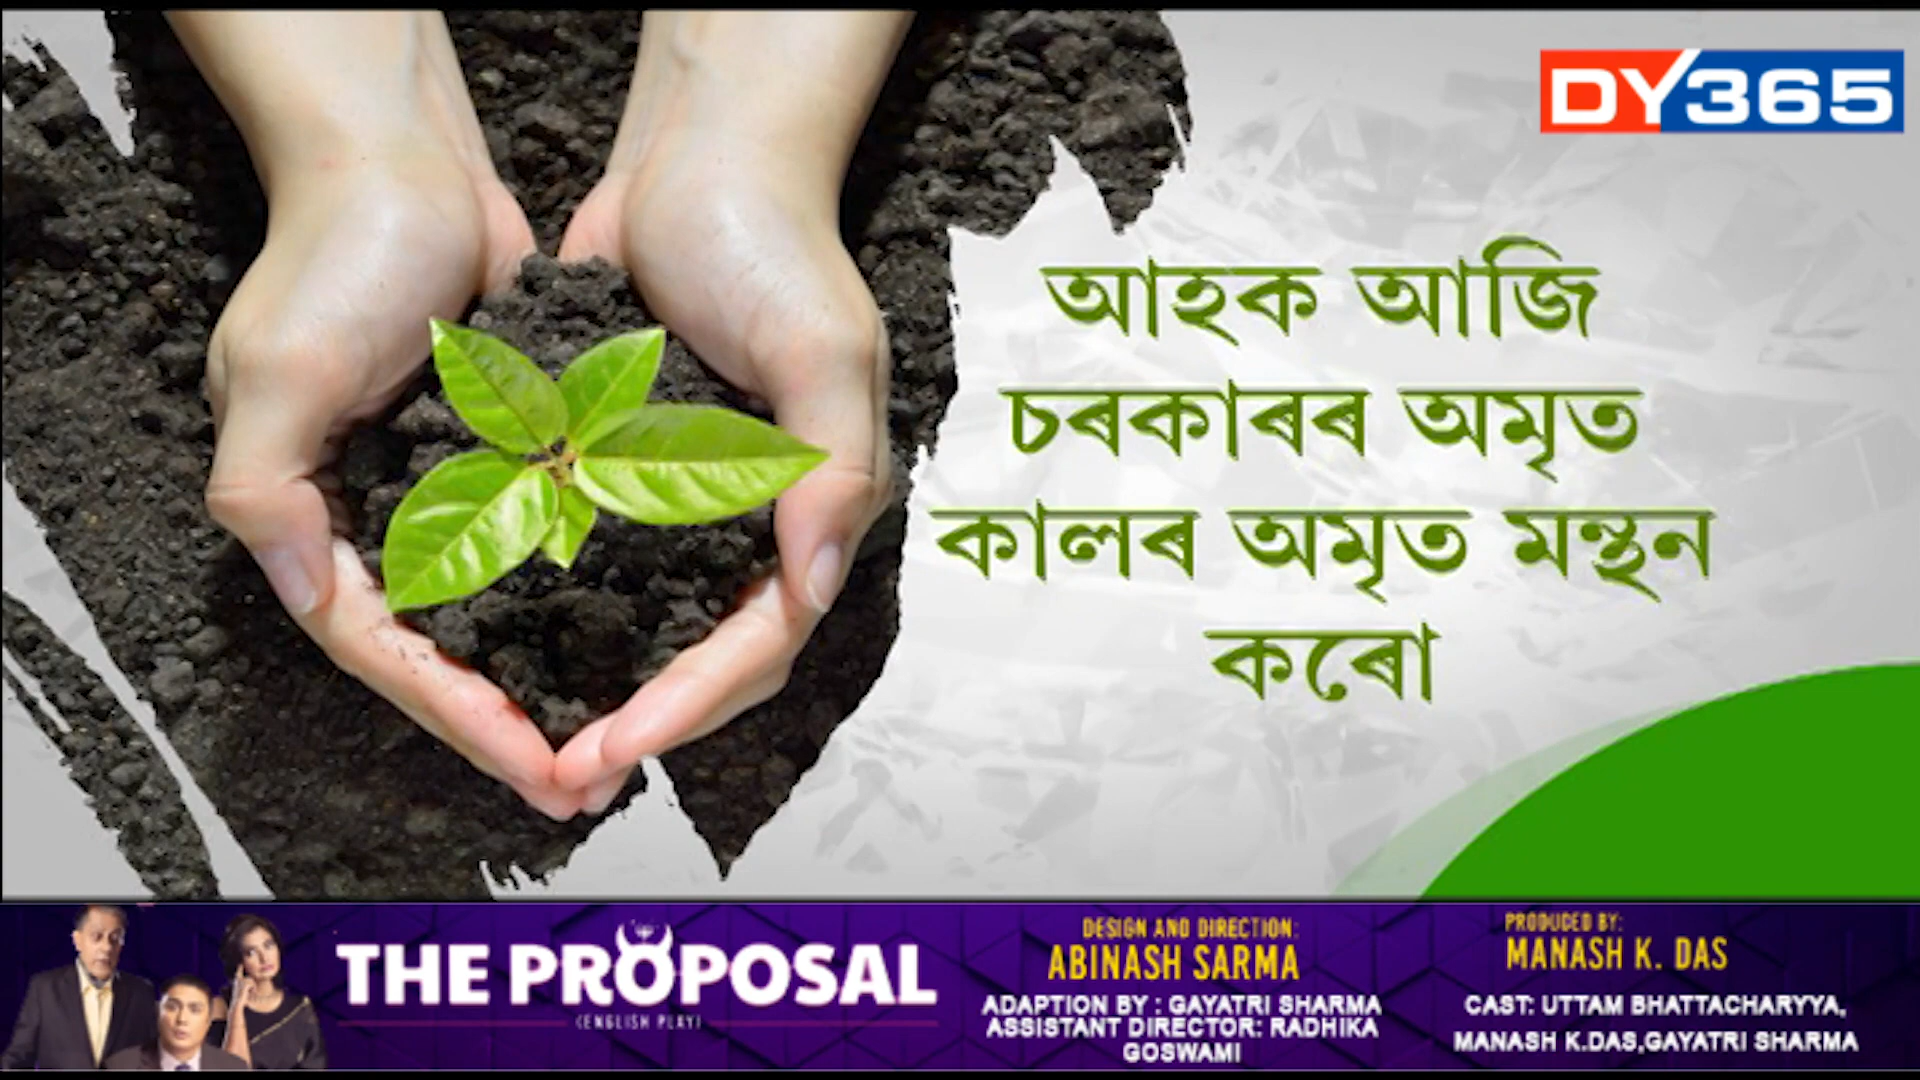 DY365
আহক আজি
চৰকাৰৰ অমৃত
কালৰ অমৃত মন্থন
কৰো
THE PROPOSAL
(ENGLISH PLAY)
DESIGN AND DIRECTION:
ABINASH SARMA
ADAPTION BY : GAYATRI SHARMA
ASSISTANT DIRECTOR: RADHIKA
GOSWAMI
PRODUCED BY:
MANASH K. DAS
CAST: UTTAM BHATTACHARYYA,
MANASH K.DAS,GAYATRI SHARMA